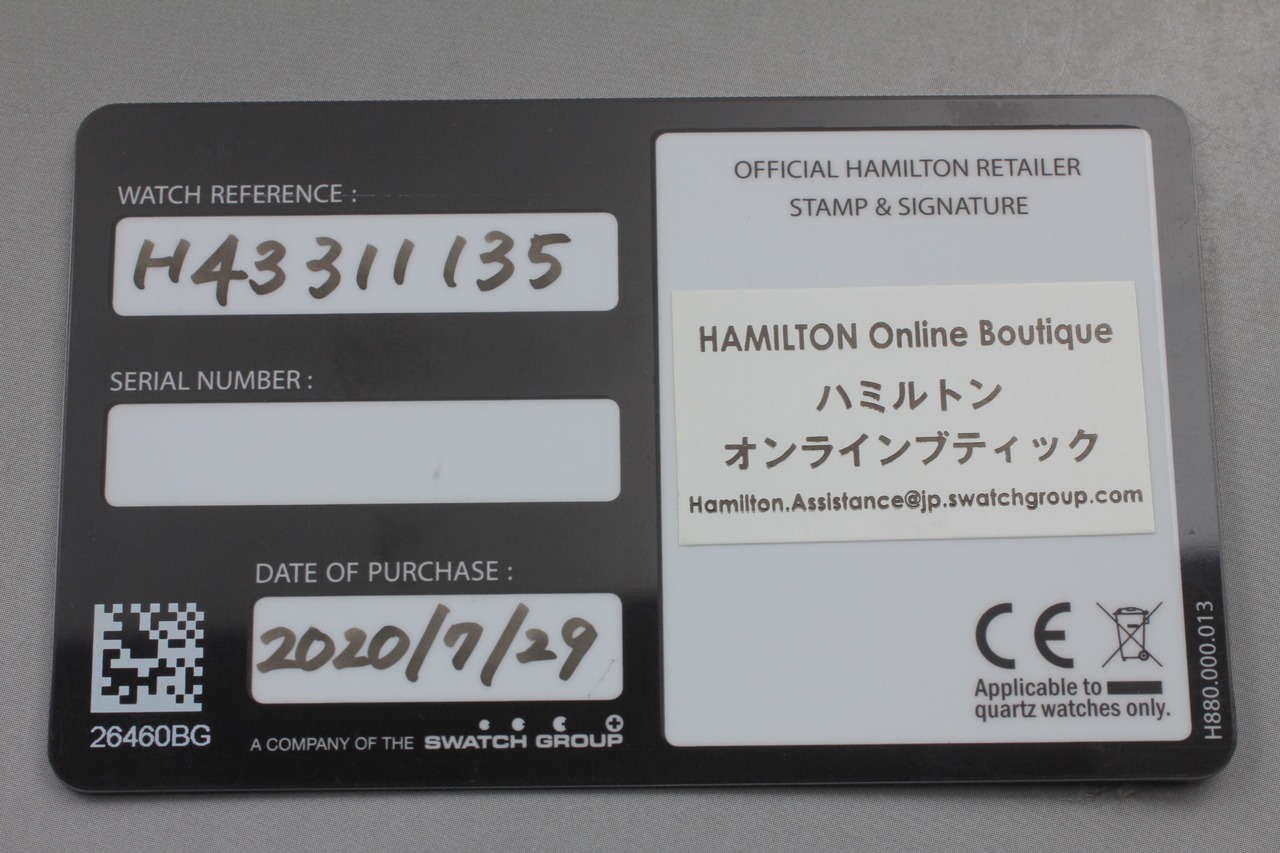 WATCH REFERENCE :
H43311135
SERIAL NUMBER :
DATE OF PURCHASE :
2020/7/29
26460BG
A COMPANY OF THE SWATCH GROUP
OFFICIAL HAMILTON RETAILER
STAMP & SIGNATURE
HAMILTON Online Boutique
ハミルトン
オンラインブティック
Hamilton.Assistance@jp.swatchgroup.com
CE
Applicable to
quartz watches only.
H880.000.013